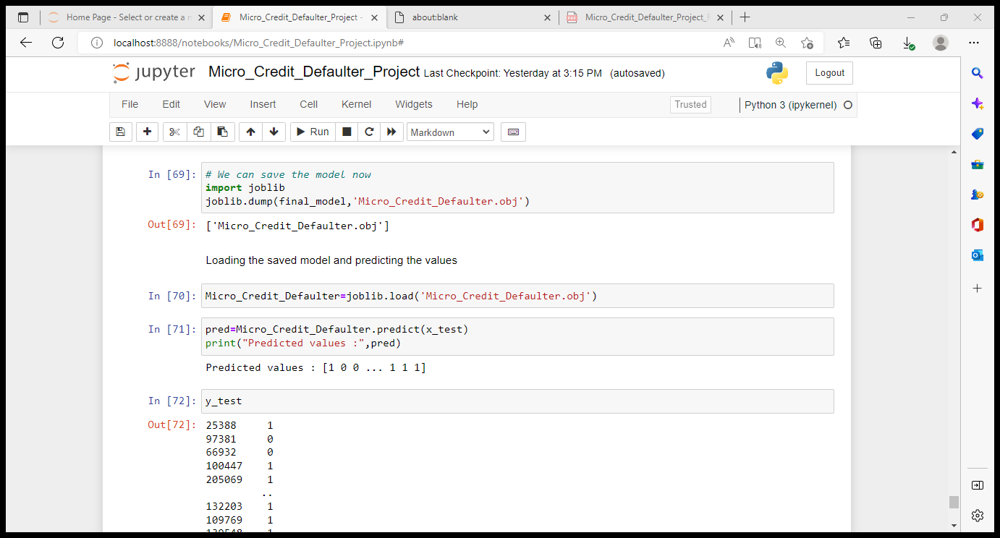 Home Page - Select or create a n
Micro_Credit_Defaulter_Project -
about:blank
Micro_Credit_Defaulter_Project_F
localhost:8888/notebooks/Micro_Credit_Defaulter_Project.ipynb#
jupyter Micro_Credit_Defaulter_Project Last Checkpoint: Yesterday at 3:15 PM (autosaved)
Logout
File Edit View Insert Cell Kernel Widgets Help
Trusted
Python 3 (ipykernel)
Run
Markdown
In [69]: # We can save the model now
import joblib
joblib.dump(final_model,'Micro_Credit_Defaulter.obj')
Out[69]: ['Micro_Credit_Defaulter.obj']
Loading the saved model and predicting the values
In [70]: Micro_Credit_Defaulter=joblib.load('Micro_Credit_Defaulter.obj')
In [71]: pred=Micro_Credit_Defaulter.predict(x_test)
print("Predicted values :",pred)
Predicted values : [1 0 0 ... 1 1 1]
In [72]: y_test
Out[72]: 25388 1
97381 0
66932 0
100447 1
205069 1
..
132203 1
109769 1